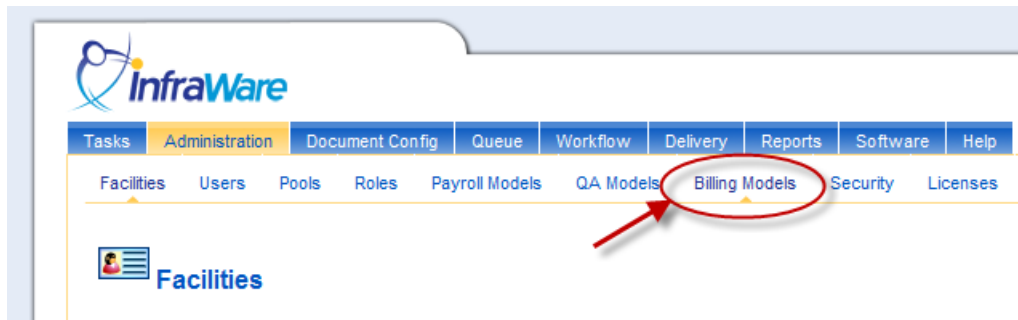 InfraWare
Tasks Administration Document Config Queue Workflow Delivery Reports Software Help
Facilities Users Pools Roles Payroll Models QA Models Billing Models Security Licenses
Facilities